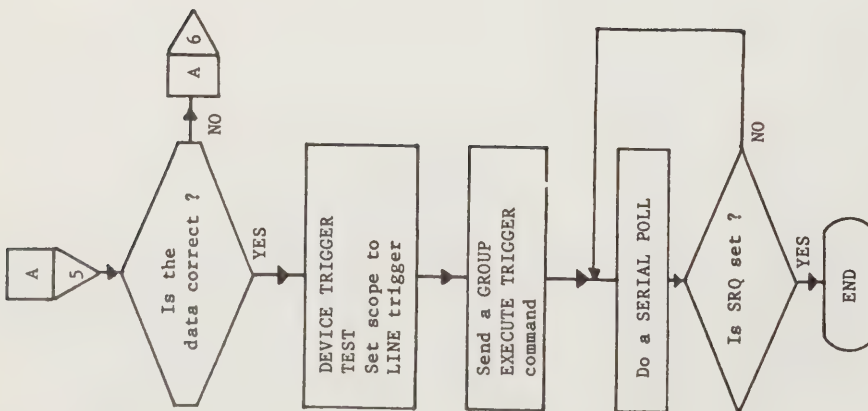 A
5
Is the
data correct ?
NO
A
6
YES
DEVICE TRIGGER
TEST
Set scope to
LINE trigger
Send a GROUP
EXECUTE TRIGGER
command
Do a SERIAL POLL
Is SRQ set ?
NO
YES
END